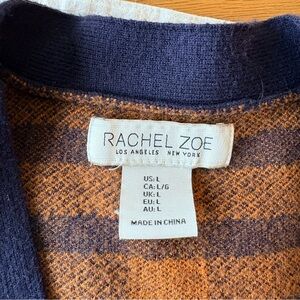 RACHEL ZOE
LOS ANGELES NEW YORK
US: L
CA: L/G
UK: L
EU: L
AU: L
MADE IN CHINA